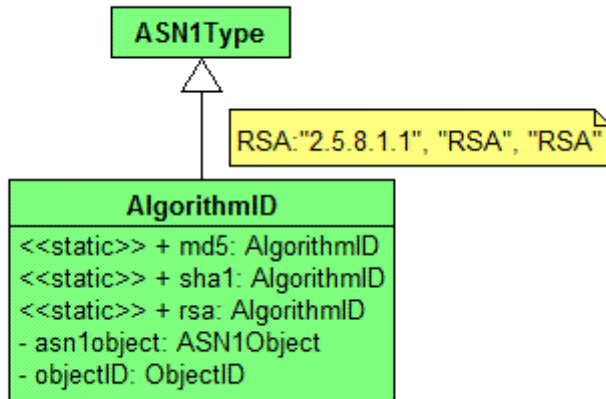 ASN1Type
RSA:"2.5.8.1.1", "RSA", "RSA"
AlgorithmID
<<static>> + md5: AlgorithmID
<<static>> + sha1: AlgorithmID
<<static>> + rsa: AlgorithmID
- asn1object: ASN1Object
- objectID: ObjectID